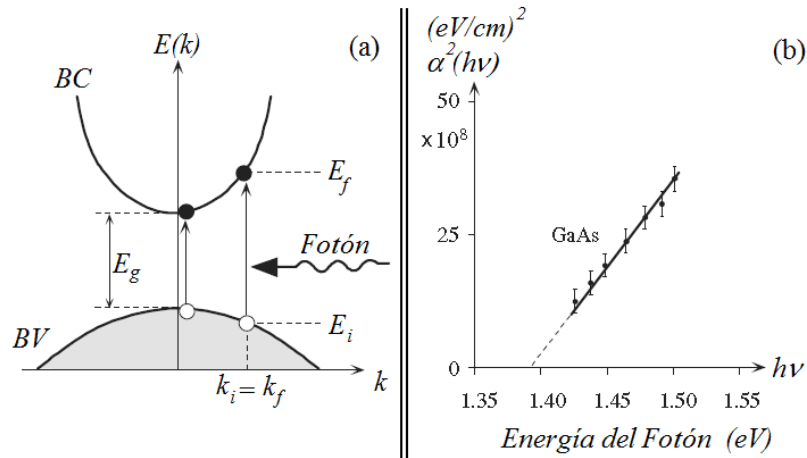 (a)
E(k)
BC
E_f
E_g
Fotón
E_i
BV
k_i = k_f
k
(eV/cm)^2
(b)
α^2(hν)
50
×10^8
25
GaAs
0
hν
1.35 1.40 1.45 1.50 1.55
Energía del Fotón (eV)